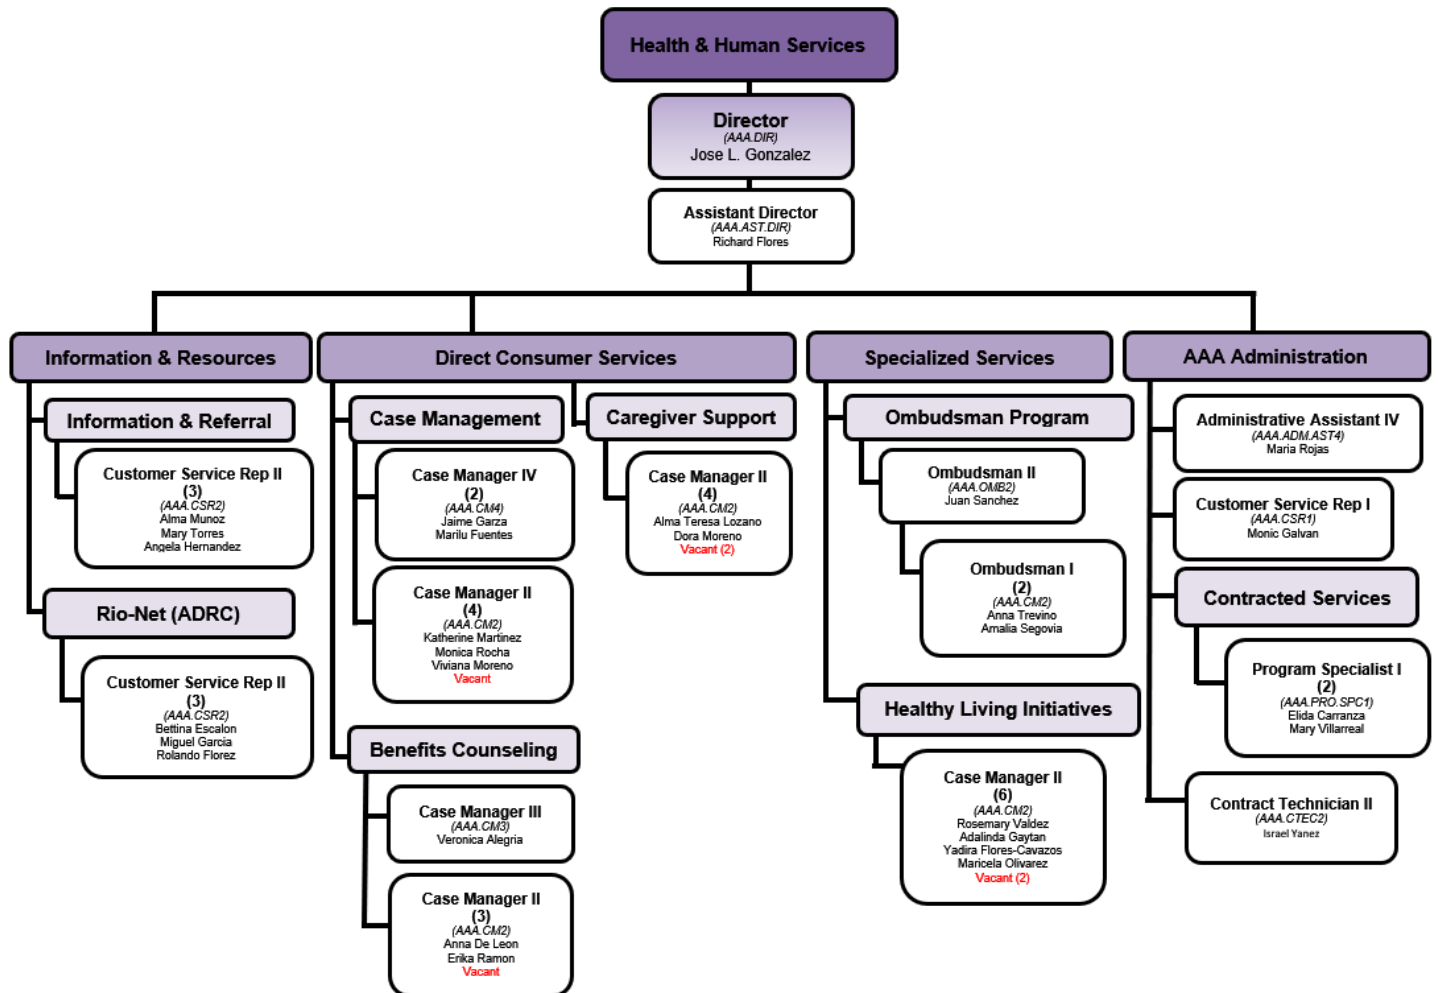 Health & Human Services
Director
(AAA.DIR)
Jose L. Gonzalez
Assistant Director
(AAA.AST.DIR)
Richard Flores
Information & Resources
Information & Referral
Customer Service Rep II
(3)
(AAA.CSR2)
Alma Munoz
Mary Torres
Angela Hernandez
Rio-Net (ADRC)
Customer Service Rep II
(3)
(AAA.CSR2)
Bettina Escalon
Miguel Garcia
Rolando Florez
Direct Consumer Services
Case Management
Case Manager IV
(2)
(AAA.CM4)
Jaime Garza
Marilu Fuentes
Case Manager II
(4)
(AAA.CM2)
Katherine Martinez
Monica Rocha
Viviana Moreno
Vacant
Benefits Counseling
Case Manager III
(AAA.CM3)
Veronica Alegria
Case Manager II
(3)
(AAA.CM2)
Anna De Leon
Erika Ramon
Vacant
Caregiver Support
Case Manager II
(4)
(AAA.CM2)
Alma Teresa Lozano
Dora Moreno
Vacant (2)
Specialized Services
Ombudsman Program
Ombudsman II
(AAA.OMB2)
Juan Sanchez
Ombudsman I
(2)
(AAA.CM2)
Anna Trevino
Amalia Segovia
Healthy Living Initiatives
Case Manager II
(6)
(AAA.CM2)
Rosemary Valdez
Adalinda Gaytan
Yadira Flores-Cavazos
Maricela Olivarez
Vacant (2)
AAA Administration
Administrative Assistant IV
(AAA.ADM.AST4)
Maria Rojas
Customer Service Rep I
(AAA.CSR1)
Monic Galvan
Contracted Services
Program Specialist I
(2)
(AAA.PRO.SPC1)
Elida Carranza
Mary Villarreal
Contract Technician II
(AAA.CTEC2)
Israel Yanez